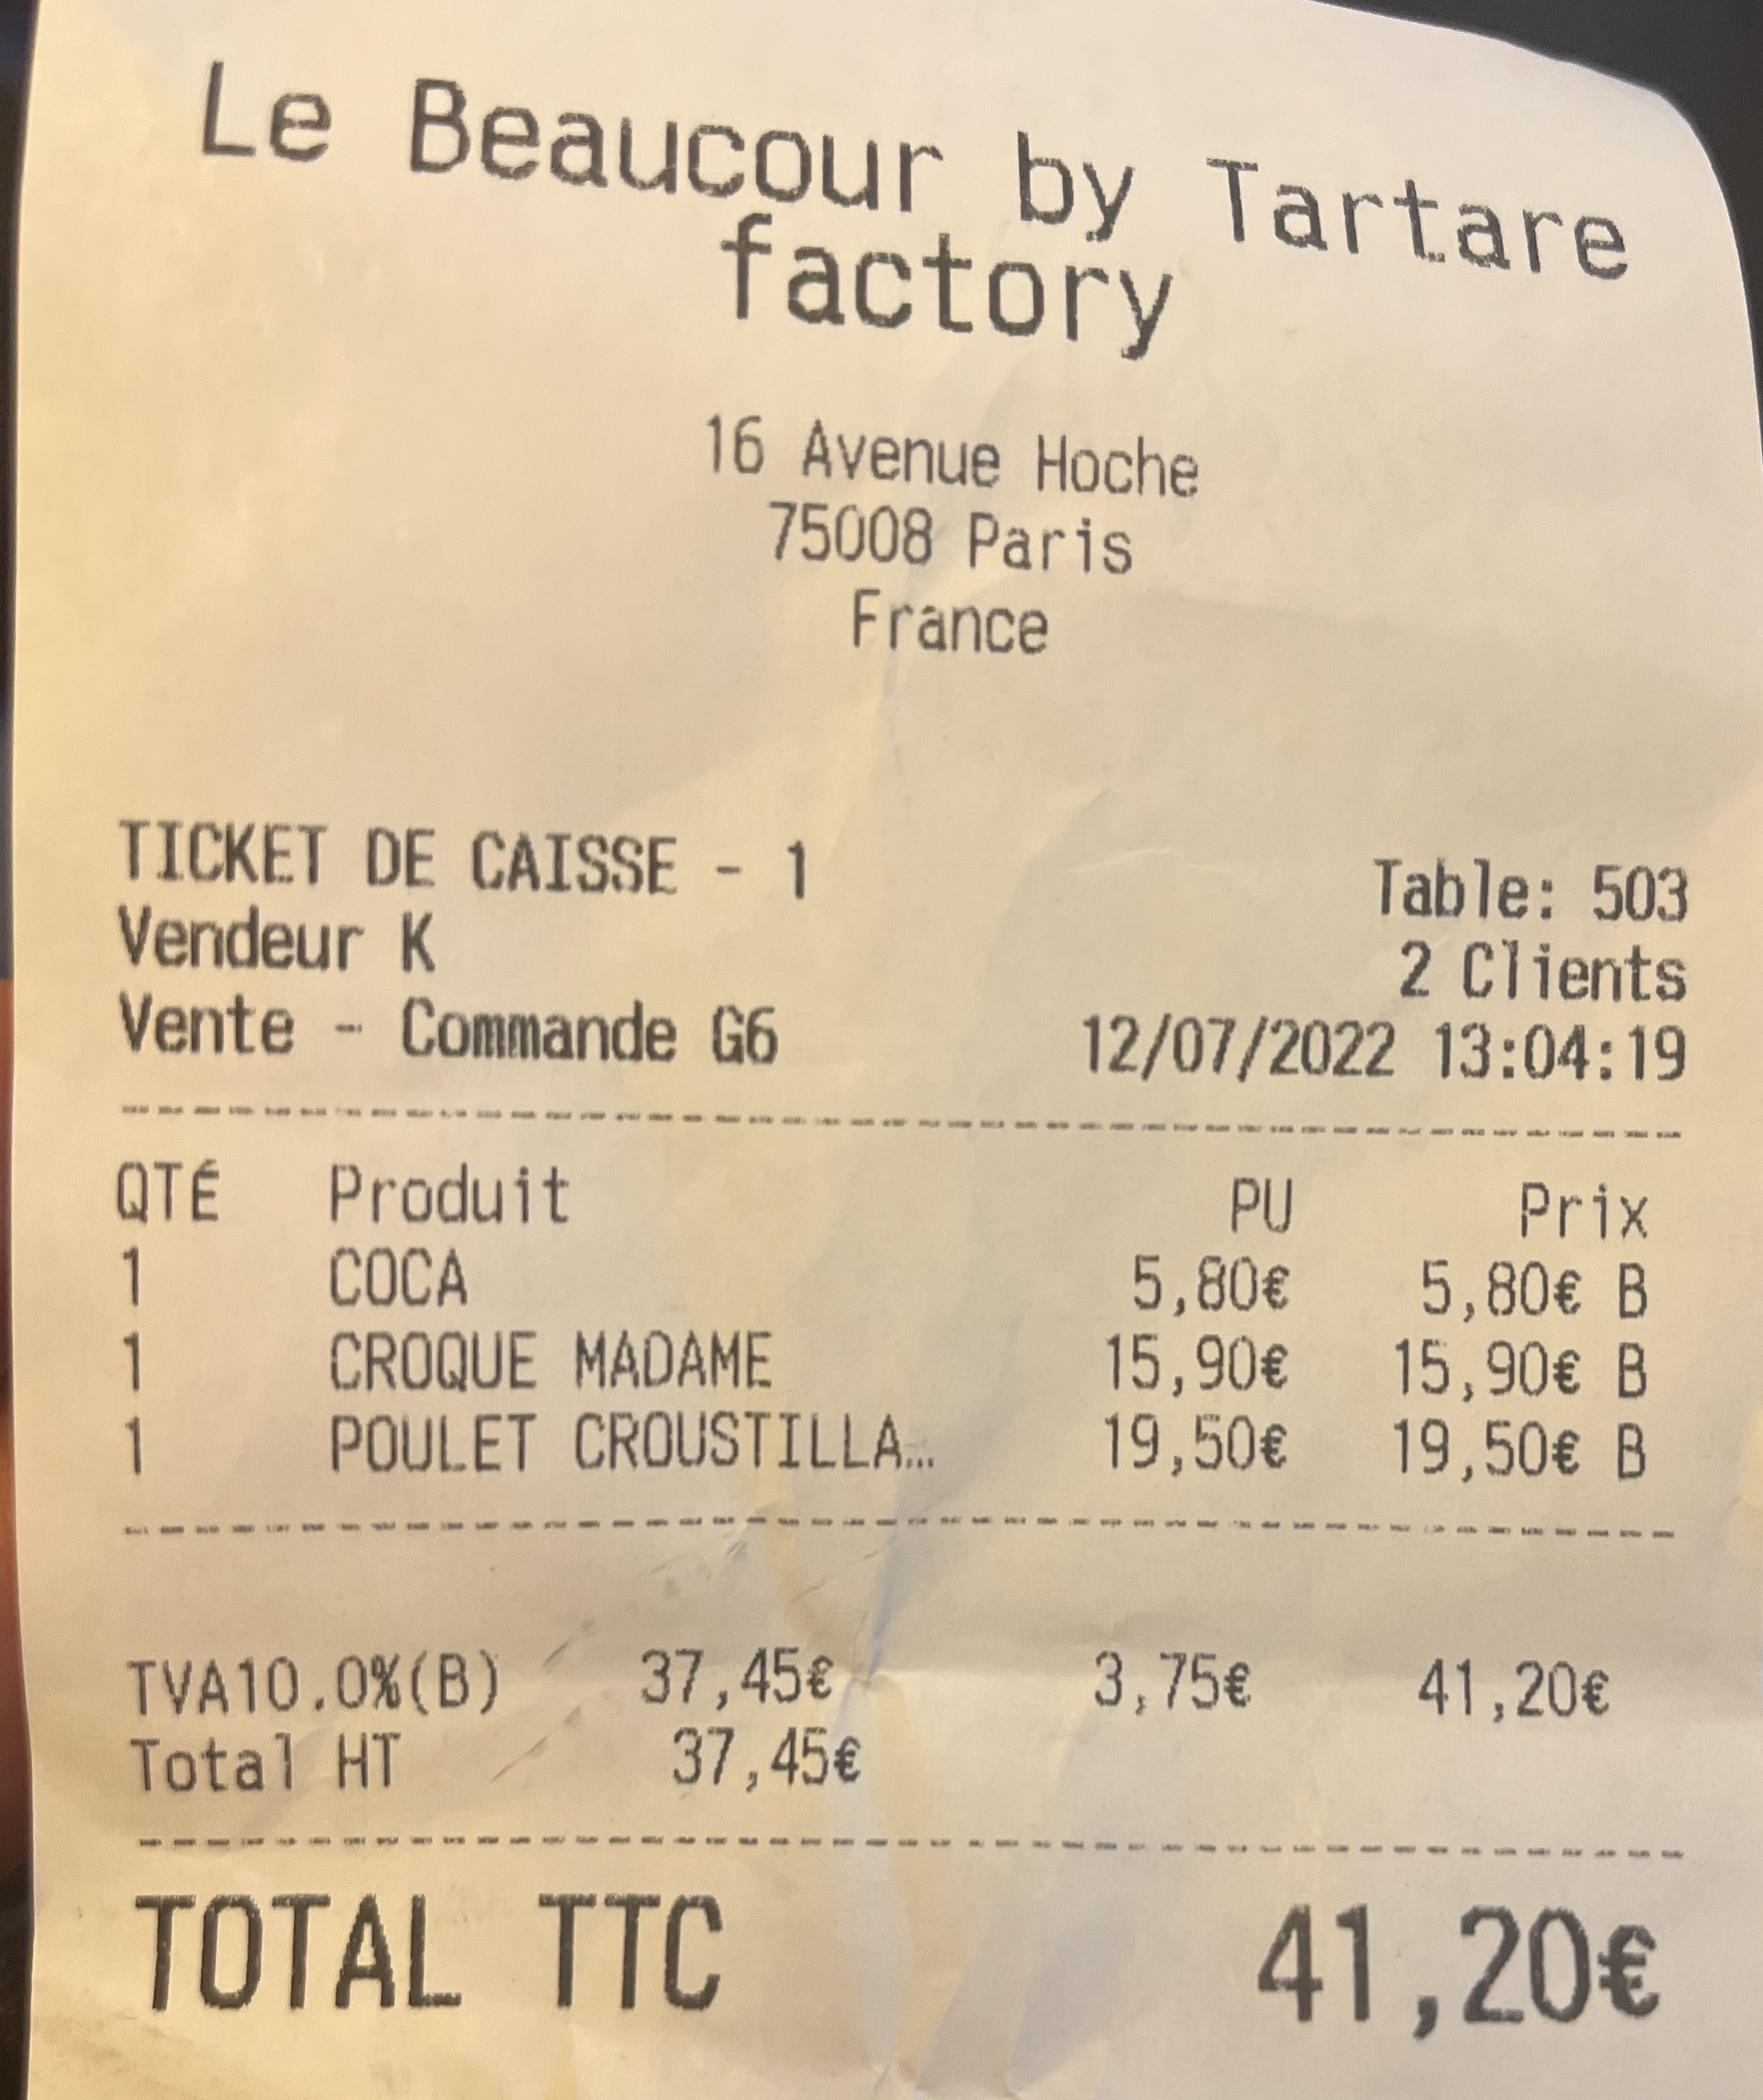 Le Beaucour by Tartare
factory
16 Avenue Hoche
75008 Paris
France
TICKET DE CAISSE - 1
Table: 503
Vendeur K
2 Clients
Vente - Commande G6
12/07/2022 13:04:19
QTÉ Produit PU Prix
1 COCA 5,80€ 5,80€ B
1 CROQUE MADAME 15,90€ 15,90€ B
1 POULET CROUSTILLA… 19,50€ 19,50€ B
TVA10.0%(B) 37,45€ 3,75€ 41,20€
Total HT 37,45€
TOTAL TTC 41,20€